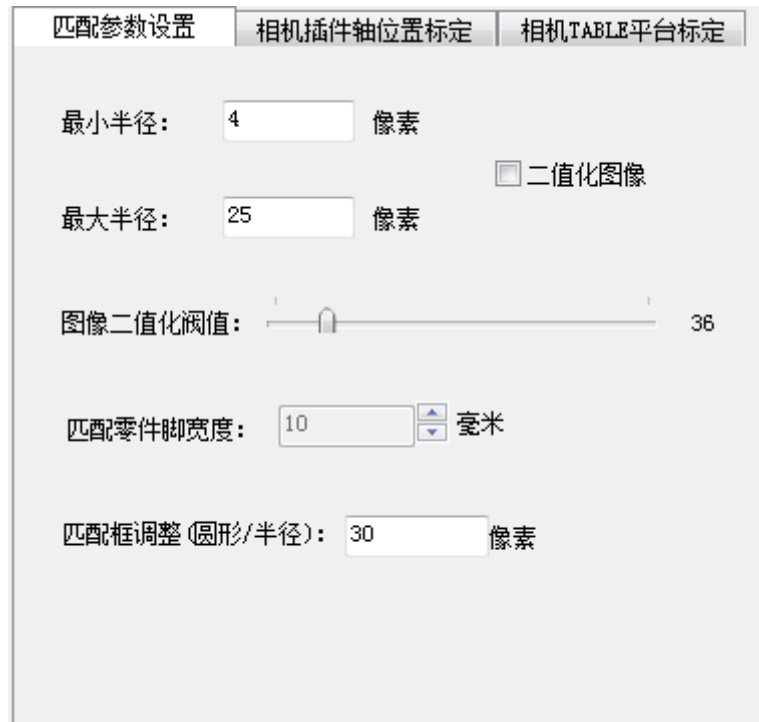 匹配参数设置 相机插件轴位置标定 相机TABLE平台标定
最小半径： 4 像素
二值化图像
最大半径： 25 像素
图像二值化阀值： 36
匹配零件脚宽度： 10 毫米
匹配框调整(圆形/半径)： 30 像素